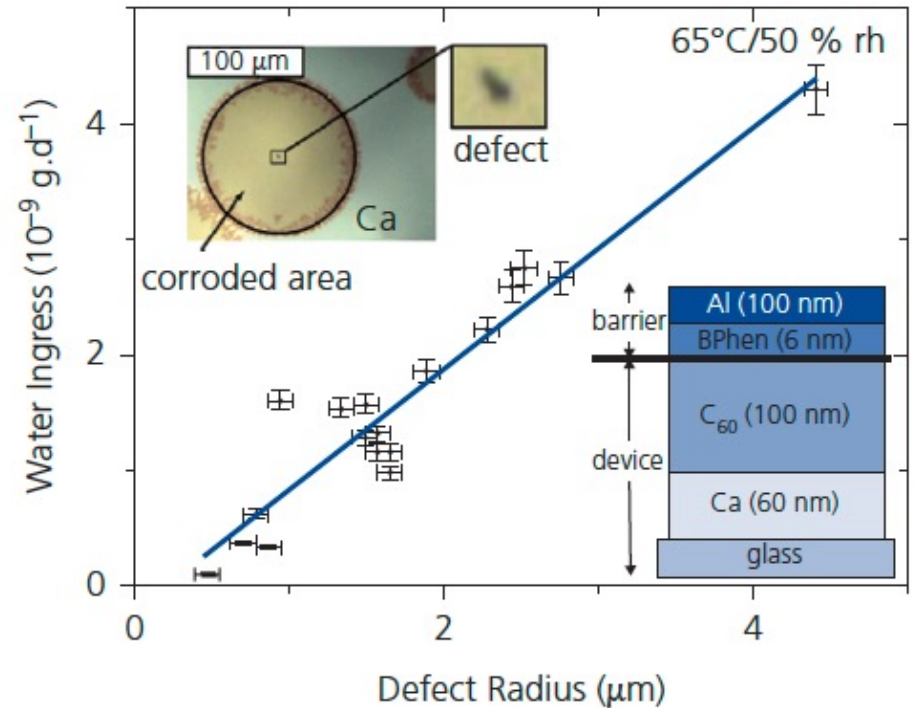 65°C/50 % rh
100 μm
defect
Ca
corroded area
4
2
0
Water Ingress (10⁻⁹ g.d⁻¹)
barrier
device
Al (100 nm)
BPhen (6 nm)
C₆₀ (100 nm)
Ca (60 nm)
glass
0
2
4
Defect Radius (μm)